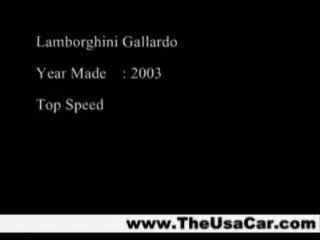 Lamborghini Gallardo
Year Made : 2003
Top Speed
www.TheUsaCar.com